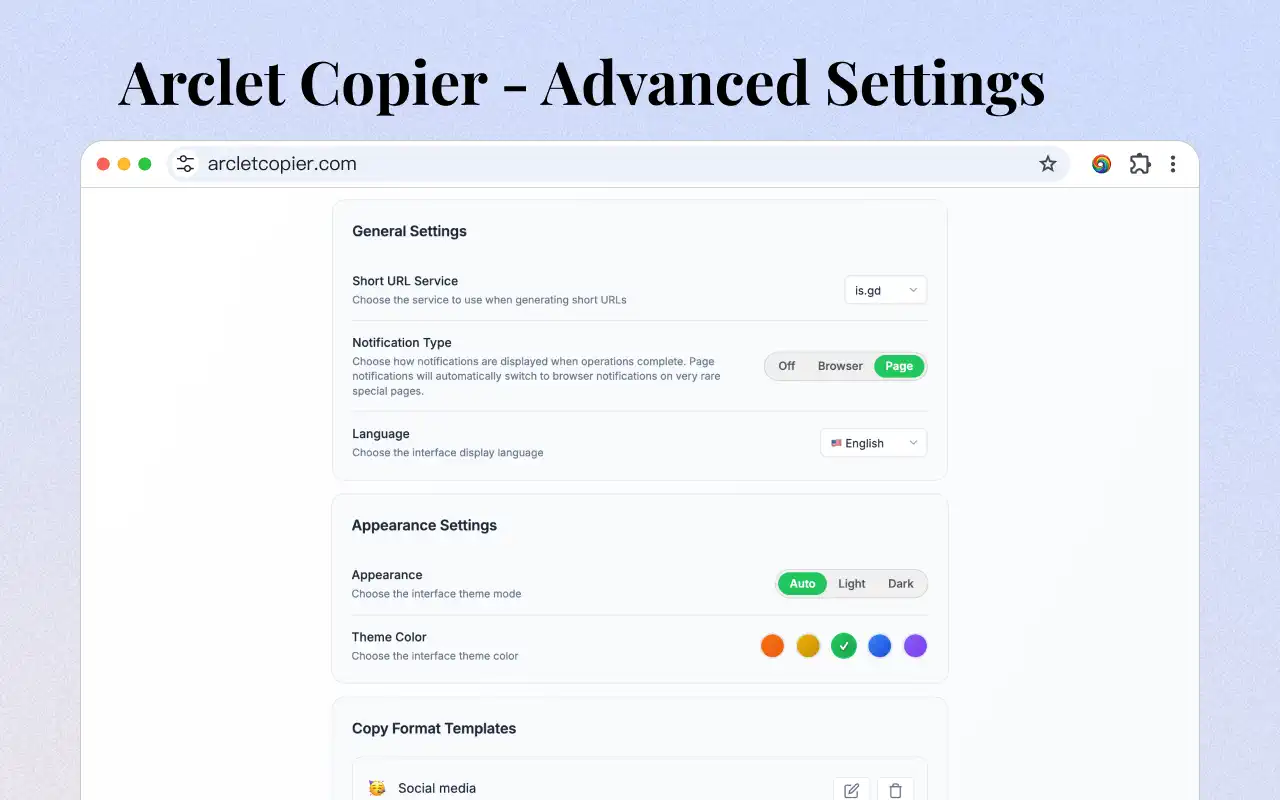 Arclet Copier - Advanced Settings
arcletcopier.com
General Settings
Short URL Service
Choose the service to use when generating short URLs
is.gd
Notification Type
Choose how notifications are displayed when operations complete. Page
notifications will automatically switch to browser notifications on very rare
special pages.
Off Browser Page
Language
Choose the interface display language
English
Appearance Settings
Appearance
Choose the interface theme mode
Auto Light Dark
Theme Color
Choose the interface theme color
Copy Format Templates
Social media